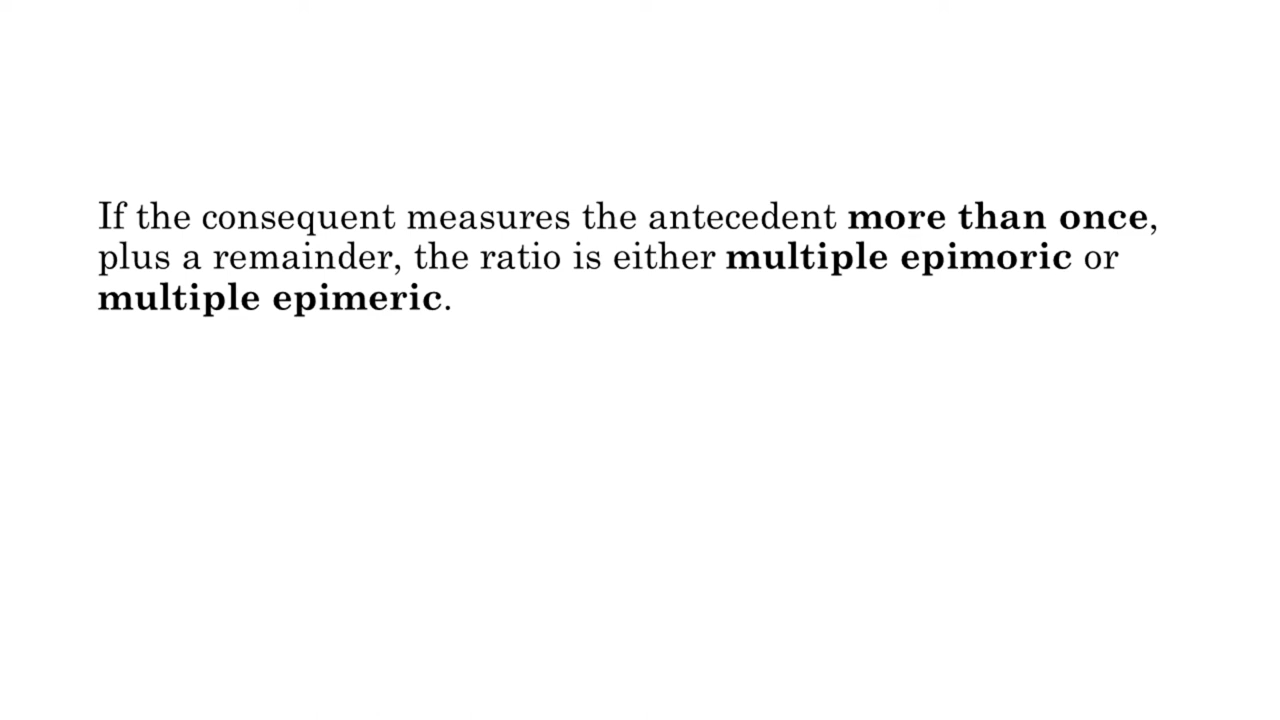 If the consequent measures the antecedent more than once,
plus a remainder, the ratio is either multiple epimoric or
multiple epimeric.